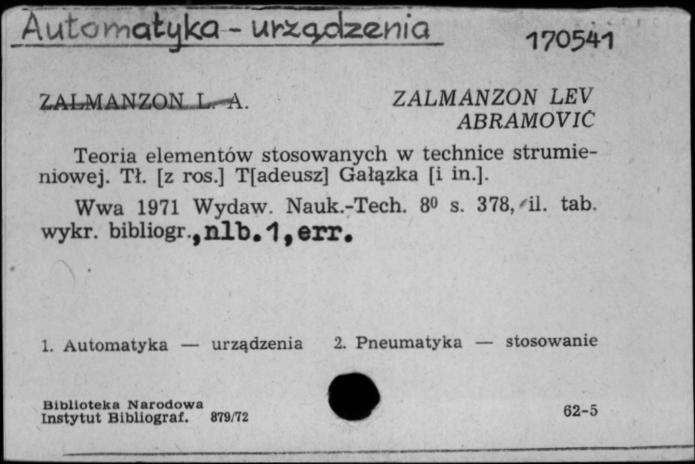 Automatyka - urządzenia
170541
ZALMANZON L. A.
ZALMANZON LEV
ABRAMOVIČ
Teoria elementów stosowanych w technice strumie-
niowej. Tł. [z ros.] T[adeusz] Gałązka [i in.].
Wwa 1971 Wydaw. Nauk.-Tech. 8⁰ s. 378, il. tab.
wykr. bibliogr., nlb. 1, err.
1. Automatyka — urządzenia 2. Pneumatyka — stosowanie
Biblioteka Narodowa
Instytut Bibliograf. 879/72
62-5